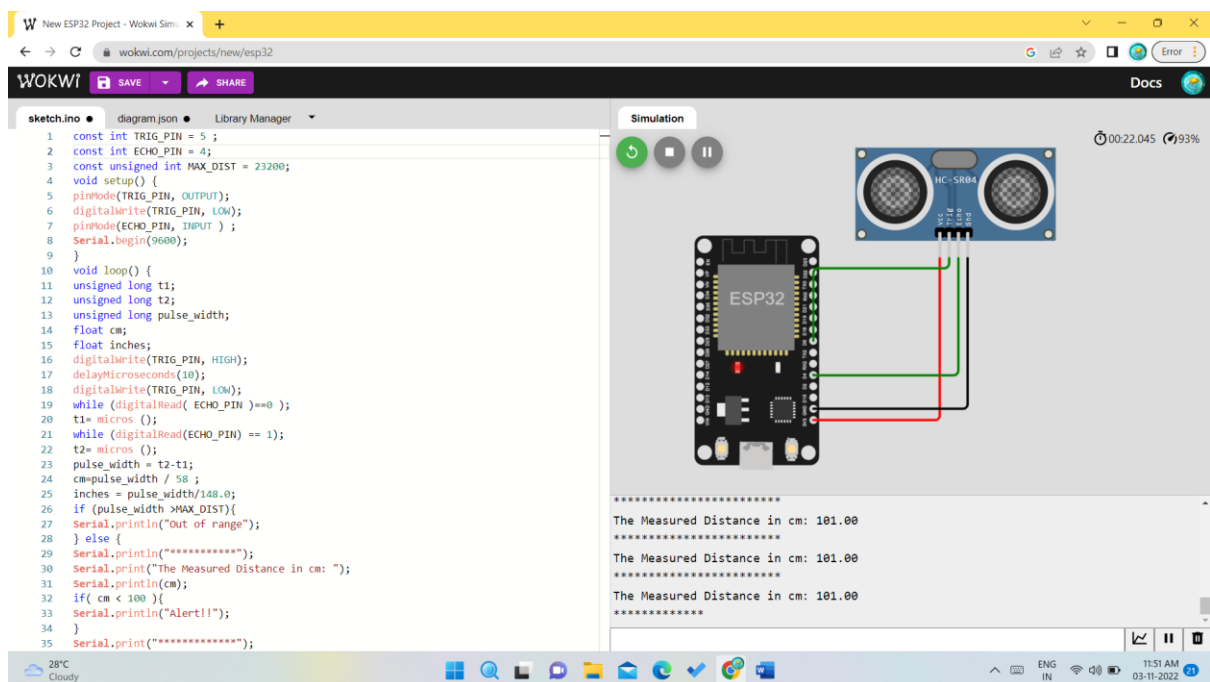 New ESP32 Project - Wokwi Simu
wokwi.com/projects/new/esp32
Error
WOKWI
SAVE
SHARE
Docs
sketch.ino
diagram.json
Library Manager
1 const int TRIG_PIN = 5 ;
2 const int ECHO_PIN = 4;
3 const unsigned int MAX_DIST = 23200;
4 void setup() {
5 pinMode(TRIG_PIN, OUTPUT);
6 digitalWrite(TRIG_PIN, LOW);
7 pinMode(ECHO_PIN, INPUT ) ;
8 Serial.begin(9600);
9 }
10 void loop() {
11 unsigned long t1;
12 unsigned long t2;
13 unsigned long pulse_width;
14 float cm;
15 float inches;
16 digitalWrite(TRIG_PIN, HIGH);
17 delayMicroseconds(10);
18 digitalWrite(TRIG_PIN, LOW);
19 while (digitalRead( ECHO_PIN )==0 );
20 t1= micros ();
21 while (digitalRead(ECHO_PIN) == 1);
22 t2= micros ();
23 pulse_width = t2-t1;
24 cm=pulse_width / 58 ;
25 inches = pulse_width/148.0;
26 if (pulse_width >MAX_DIST){
27 Serial.println("Out of range");
28 } else {
29 Serial.println("***********");
30 Serial.print("The Measured Distance in cm: ");
31 Serial.println(cm);
32 if( cm < 100 ){
33 Serial.println("Alert!!");
34 }
35 Serial.print("*************");
Simulation
00:22.045 93%
HC-SR04
Vcc
Trig
Echo
Gnd
ESP32
************************
The Measured Distance in cm: 101.00
************************
The Measured Distance in cm: 101.00
************************
The Measured Distance in cm: 101.00
*************
28°C
Cloudy
ENG
IN
11:51 AM
03-11-2022
21